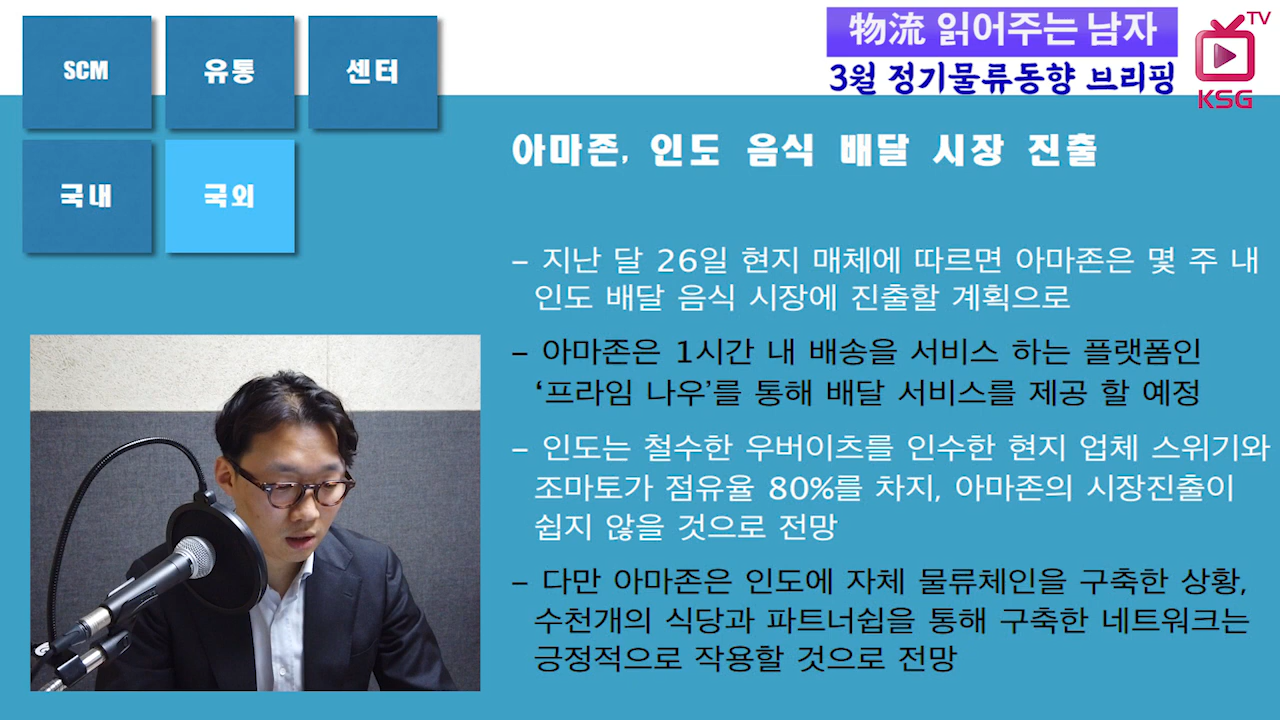 SCM
유통
센터
국내
국외
物流 읽어주는 남자
3월 정기물류동향 브리핑
TV
KSG
아마존, 인도 음식 배달 시장 진출
– 지난 달 26일 현지 매체에 따르면 아마존은 몇 주 내
인도 배달 음식 시장에 진출할 계획으로
– 아마존은 1시간 내 배송을 서비스 하는 플랫폼인
‘프라임 나우’를 통해 배달 서비스를 제공 할 예정
– 인도는 철수한 우버이츠를 인수한 현지 업체 스위기와
조마토가 점유율 80%를 차지, 아마존의 시장진출이
쉽지 않을 것으로 전망
– 다만 아마존은 인도에 자체 물류체인을 구축한 상황,
수천개의 식당과 파트너쉽을 통해 구축한 네트워크는
긍정적으로 작용할 것으로 전망